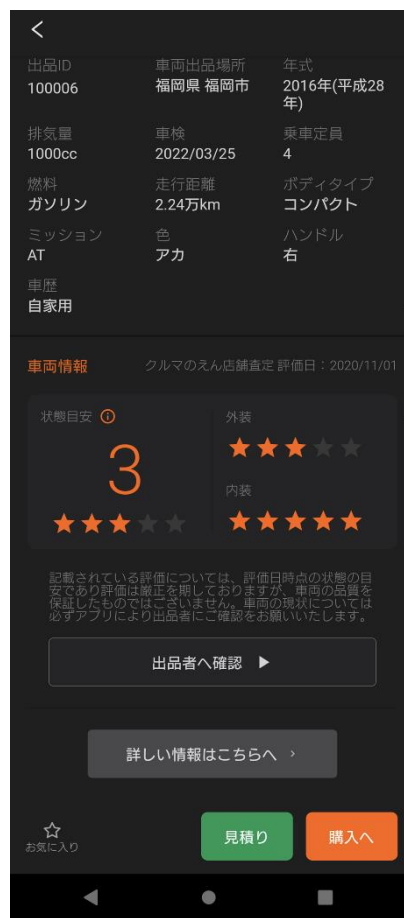 出品ID 車両出品場所 年式
100006 福岡県 福岡市 2016年(平成28
年)
排気量 車検 乗車定員
1000cc 2022/03/25 4
燃料 走行距離 ボディタイプ
ガソリン 2.24万km コンパクト
ミッション 色 ハンドル
AT アカ 右
車歴
自家用
車両情報 クルマのえん店舗査定 評価日：2020/11/01
状態目安 外装
3
内装
記載されている評価については、評価日時点の状態の目
安であり評価は厳正を期しておりますが、車両の品質を
保証したものではございません。車両の現状については
必ずアプリにより出品者にご確認をお願いいたします。
出品者へ確認 ▶
詳しい情報はこちらへ ›
お気に入り 見積り 購入へ